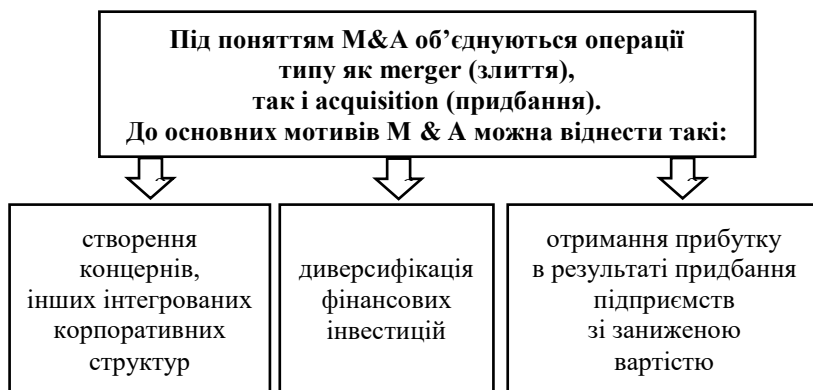 Під поняттям M&A об’єднуються операції
типу як merger (злиття),
так і acquisition (придбання).
До основних мотивів M & A можна віднести такі:
створення
концернів,
інших інтегрованих
корпоративних
структур
диверсифікація
фінансових
інвестицій
отримання прибутку
в результаті придбання
підприємств
зі заниженою
вартістю